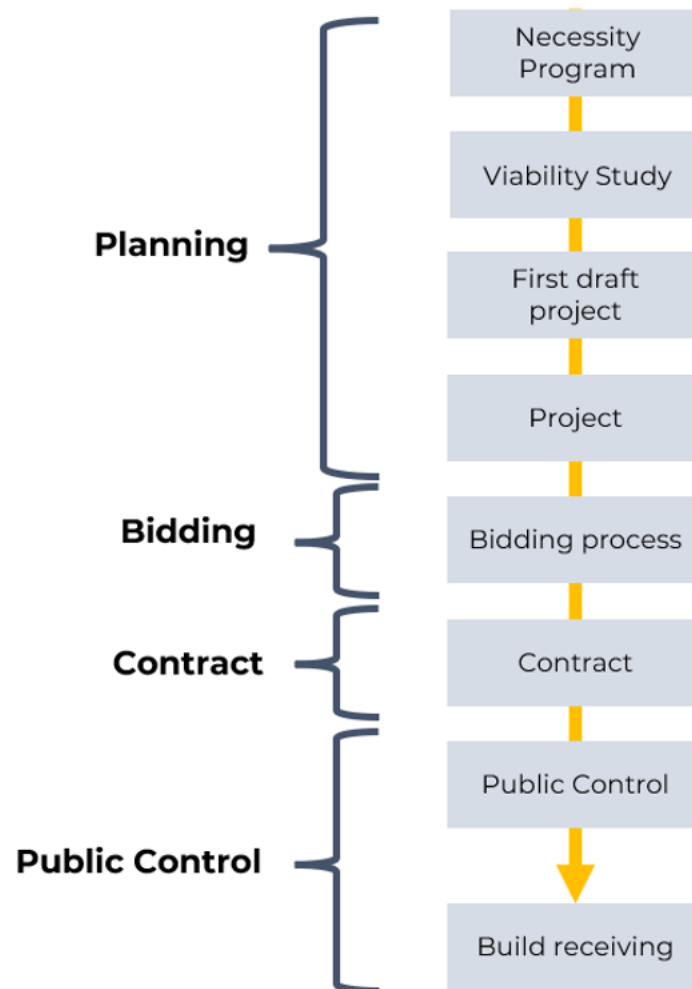 Necessity
Program
Viability Study
Planning
First draft
project
Project
Bidding
Bidding process
Contract
Contract
Public Control
Public Control
Build receiving